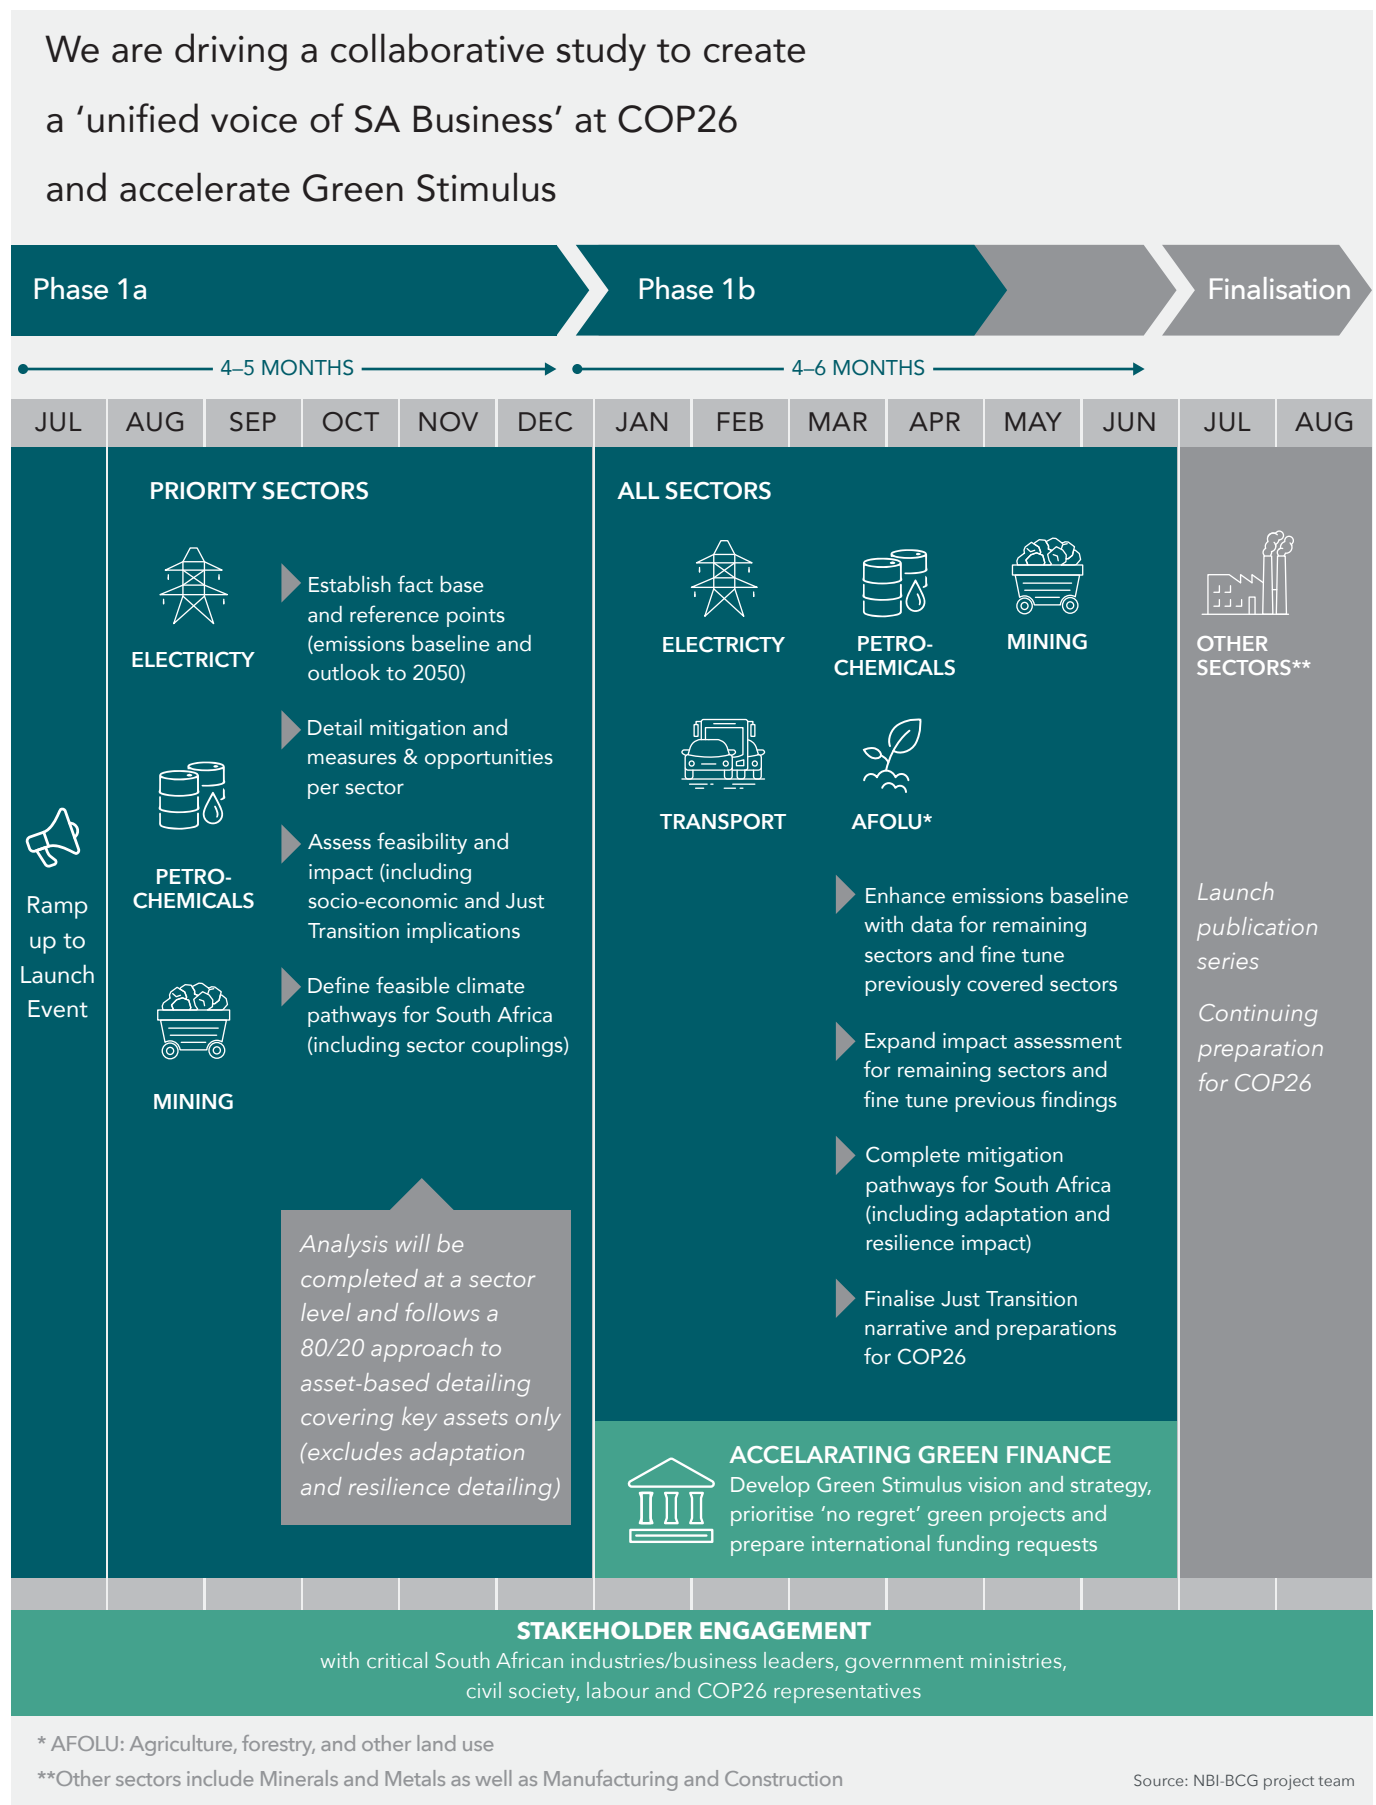 We are driving a collaborative study to create
a ‘unified voice of SA Business’ at COP26
and accelerate Green Stimulus
Phase 1a
Phase 1b
Finalisation
4–5 MONTHS
4–6 MONTHS
JUL AUG SEP OCT NOV DEC JAN FEB MAR APR MAY JUN JUL AUG
Ramp
up to
Launch
Event
PRIORITY SECTORS
ELECTRICTY
PETRO-
CHEMICALS
MINING
Establish fact base
and reference points
(emissions baseline and
outlook to 2050)
Detail mitigation and
measures & opportunities
per sector
Assess feasibility and
impact (including
socio-economic and Just
Transition implications
Define feasible climate
pathways for South Africa
(including sector couplings)
Analysis will be
completed at a sector
level and follows a
80/20 approach to
asset-based detailing
covering key assets only
(excludes adaptation
and resilience detailing)
ALL SECTORS
ELECTRICTY
PETRO-
CHEMICALS
MINING
TRANSPORT
AFOLU*
Enhance emissions baseline
with data for remaining
sectors and fine tune
previously covered sectors
Expand impact assessment
for remaining sectors and
fine tune previous findings
Complete mitigation
pathways for South Africa
(including adaptation and
resilience impact)
Finalise Just Transition
narrative and preparations
for COP26
ACCELARATING GREEN FINANCE
Develop Green Stimulus vision and strategy,
prioritise ‘no regret’ green projects and
prepare international funding requests
OTHER
SECTORS**
Launch
publication
series
Continuing
preparation
for COP26
STAKEHOLDER ENGAGEMENT
with critical South African industries/business leaders, government ministries,
civil society, labour and COP26 representatives
* AFOLU: Agriculture, forestry, and other land use
**Other sectors include Minerals and Metals as well as Manufacturing and Construction
Source: NBI-BCG project team